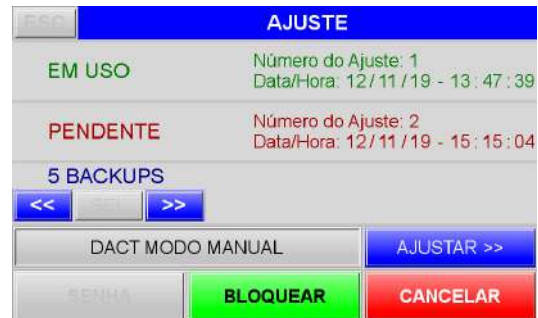 ESC AJUSTE
EM USO
Número do Ajuste: 1
Data/Hora: 12/11/19 - 13:47:39
PENDENTE
Número do Ajuste: 2
Data/Hora: 12/11/19 - 15:15:04
5 BACKUPS
<< SEL >>
DACT MODO MANUAL AJUSTAR >>
SENHA BLOQUEAR CANCELAR